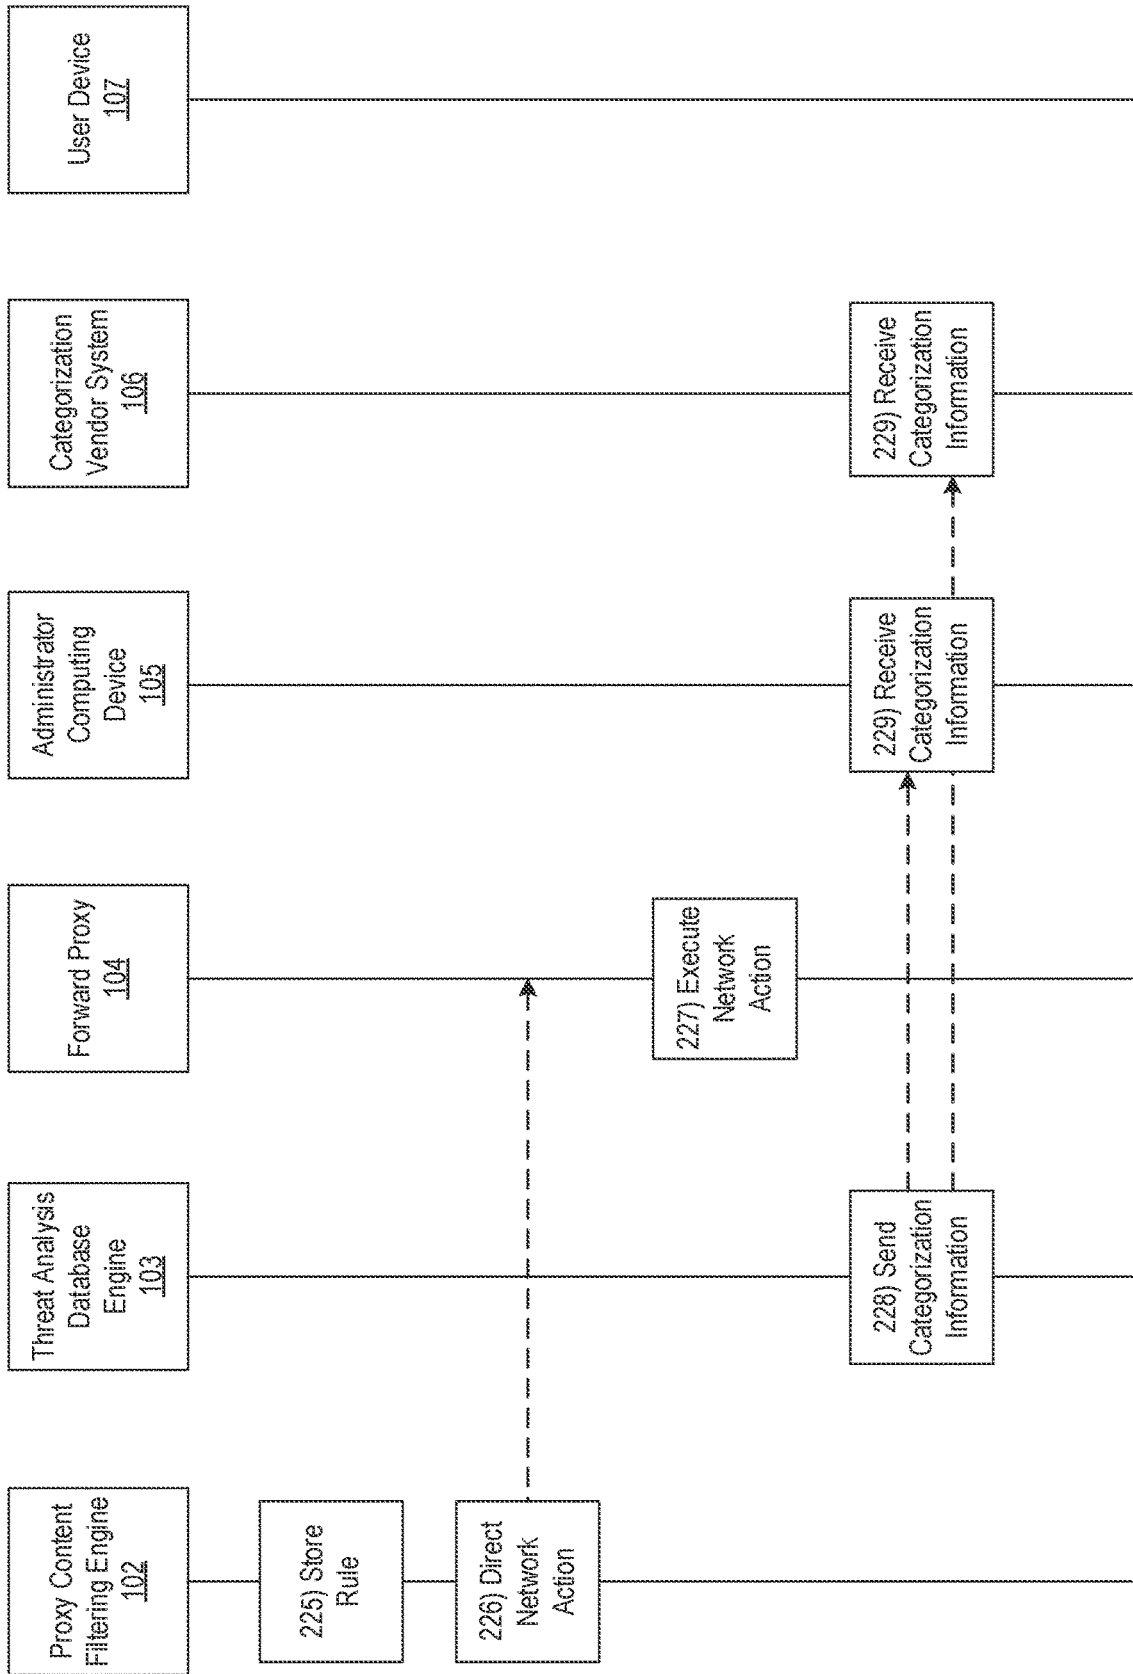 Proxy Content
Filtering Engine
102
Threat Analysis
Database
Engine
103
Forward Proxy
104
Administrator
Computing
Device
105
Categorization
Vendor System
106
User Device
107
225) Store
Rule
226) Direct
Network
Action
227) Execute
Network
Action
228) Send
Categorization
Information
229) Receive
Categorization
Information
229) Receive
Categorization
Information